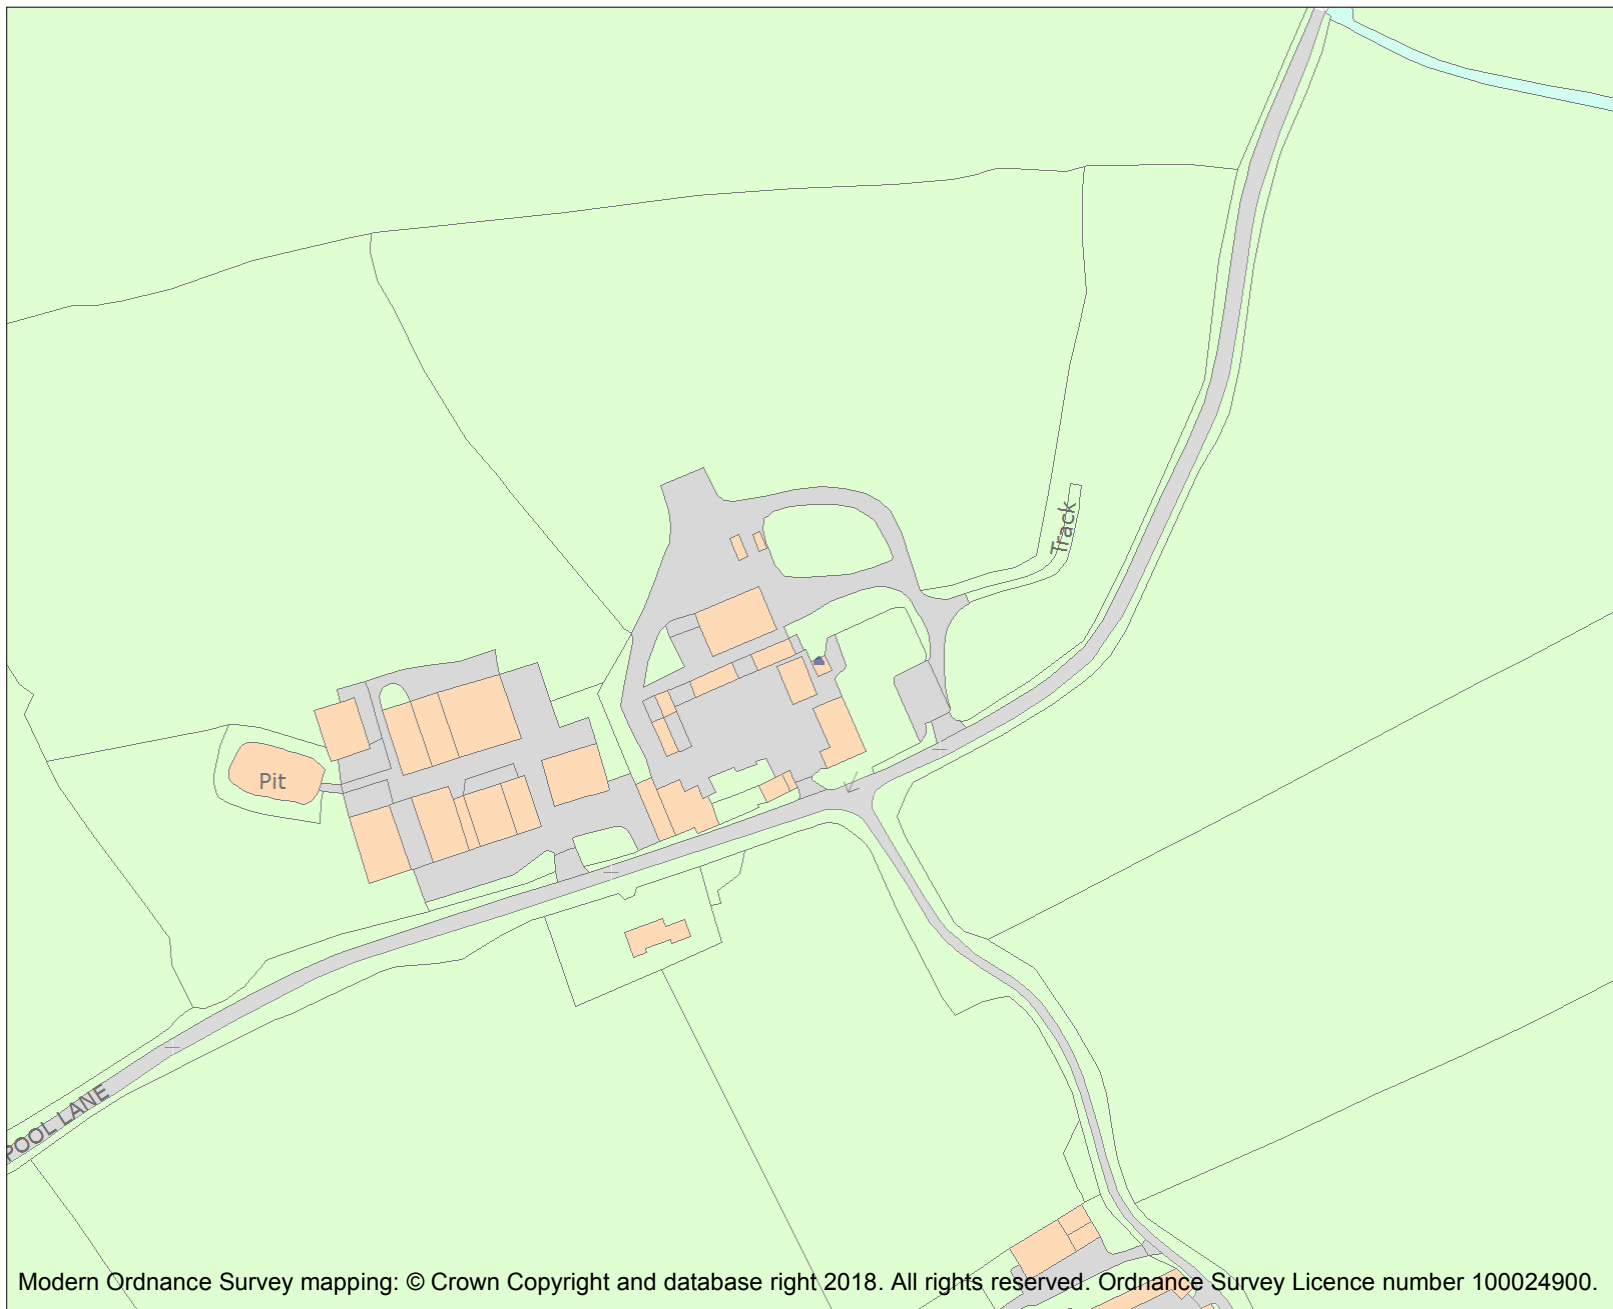 Track
Pit
POOL LANE
Modern Ordnance Survey mapping: © Crown Copyright and database right 2018. All rights reserved. Ordnance Survey Licence number 100024900.